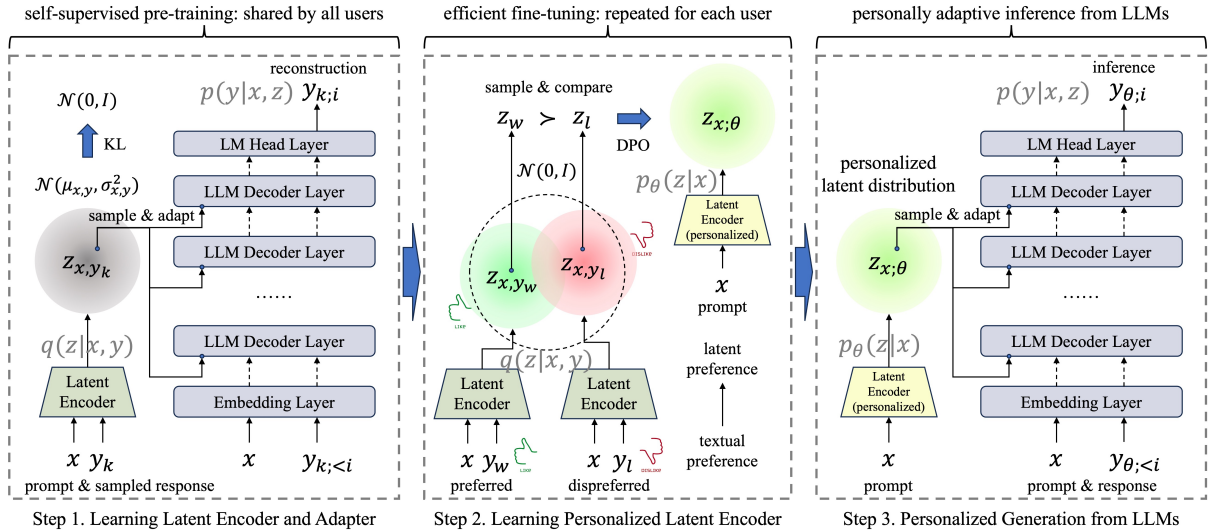 self-supervised pre-training: shared by all users
efficient fine-tuning: repeated for each user
personally adaptive inference from LLMs
reconstruction
p(y|x, z) y_{k;i}
N(0, I)
KL
N(μ_{x,y}, σ²_{x,y})
LM Head Layer
LLM Decoder Layer
sample & adapt
LLM Decoder Layer
z_{x,y_k}
......
LLM Decoder Layer
q(z|x, y)
Latent
Encoder
Embedding Layer
x y_k
x
y_{k;<i}
prompt & sampled response
Step 1. Learning Latent Encoder and Adapter
sample & compare
z_w ≻ z_l
DPO
z_{x;θ}
N(0, I)
p_θ(z|x)
Latent
Encoder
(personalized)
DISLIKE
z_{x,y_w}
z_{x,y_l}
x
prompt
LIKE
q(z|x, y)
latent
preference
Latent
Encoder
Latent
Encoder
textual
preference
x y_w
LIKE
x y_l
DISLIKE
preferred
dispreferred
Step 2. Learning Personalized Latent Encoder
inference
p(y|x, z) y_{θ;i}
LM Head Layer
personalized
latent distribution
LLM Decoder Layer
sample & adapt
LLM Decoder Layer
z_{x;θ}
......
LLM Decoder Layer
p_θ(z|x)
Latent
Encoder
(personalized)
Embedding Layer
x
x
y_{θ;<i}
prompt
prompt & response
Step 3. Personalized Generation from LLMs